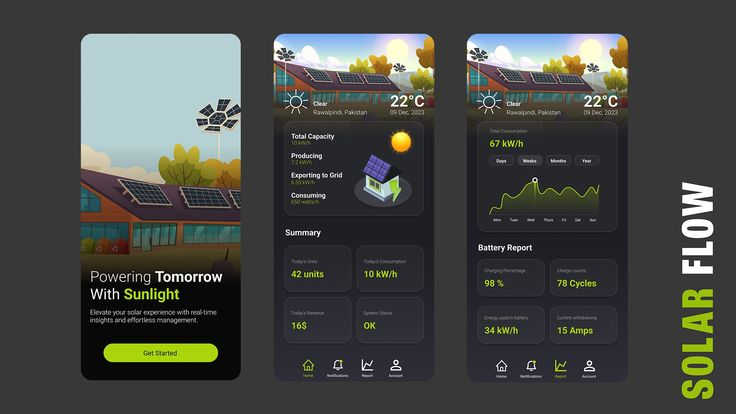 Powering Tomorrow
With Sunlight
Elevate your solar experience with real-time
insights and effortless management.
Get Started
Clear
Rawalpindi, Pakistan
22°C
09 Dec, 2023
Total Capacity
10 kW/h
Producing
7.2 kW/h
Exporting to Grid
6.55 kW/h
Consuming
650 watts/h
Summary
Today's Units
42 units
Today's Consumption
10 kW/h
Today's Revenue
16$
System Status
OK
Home
Notifications
Report
Account
Clear
Rawalpindi, Pakistan
22°C
09 Dec, 2023
Total Consumption
67 kW/h
Days
Weeks
Months
Year
Mon Tues Wed Thur Fri Sat Sun
Battery Report
Charging Percentage
98 %
Charge counts
78 Cycles
Energy used in battery
34 kW/h
Current withdrawing
15 Amps
Home
Notifications
Report
Account
SOLAR FLOW